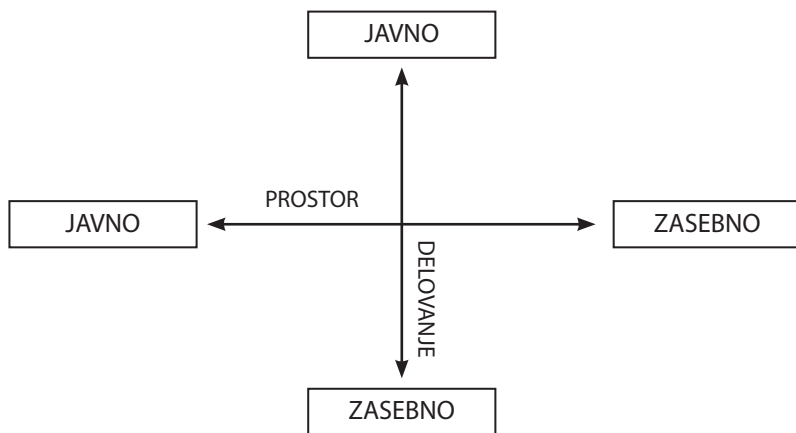 JAVNO
PROSTOR
JAVNO
ZASEBNO
DELOVANJE
ZASEBNO